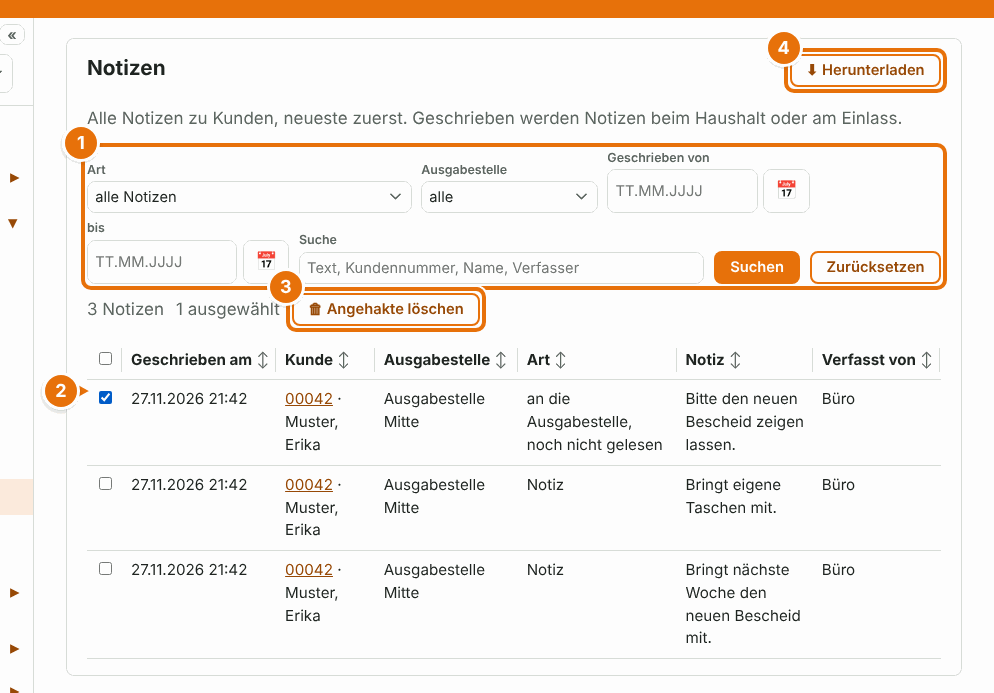 «
4
Notizen
⬇ Herunterladen
Alle Notizen zu Kunden, neueste zuerst. Geschrieben werden Notizen beim Haushalt oder am Einlass.
1
Art
Ausgabestelle
Geschrieben von
alle Notizen
alle
TT.MM.JJJJ
bis
Suche
TT.MM.JJJJ
Text, Kundennummer, Name, Verfasser
Suchen
Zurücksetzen
3
3 Notizen 1 ausgewählt
Angehakte löschen
Geschrieben am Kunde Ausgabestelle Art Notiz Verfasst von
2
27.11.2026 21:42 00042 · Ausgabestelle an die Bitte den neuen Büro
Muster, Mitte Ausgabestelle, Bescheid zeigen
Erika noch nicht gelesen lassen.
27.11.2026 21:42 00042 · Ausgabestelle Notiz Bringt eigene Büro
Muster, Mitte Taschen mit.
Erika
27.11.2026 21:42 00042 · Ausgabestelle Notiz Bringt nächste Büro
Muster, Mitte Woche den
Erika neuen Bescheid
mit.